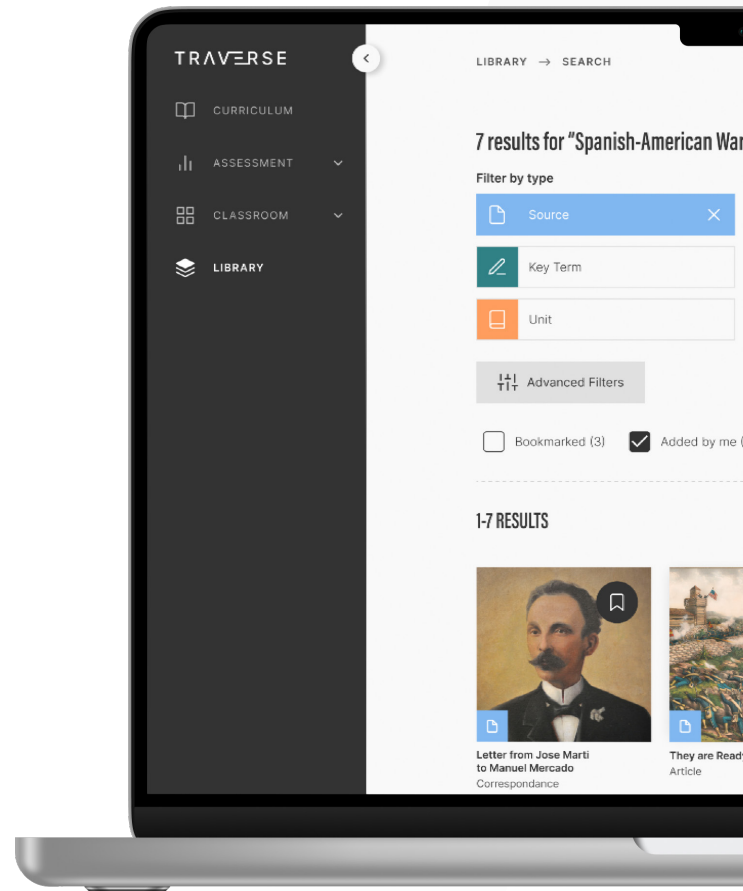 TRAVERSE
CURRICULUM
ASSESSMENT
CLASSROOM
LIBRARY
LIBRARY → SEARCH
7 results for “Spanish-American War
Filter by type
Source
Key Term
Unit
Advanced Filters
Bookmarked (3)
Added by me (
1-7 RESULTS
Letter from Jose Marti
to Manuel Mercado
Correspondance
They are Ready
Article